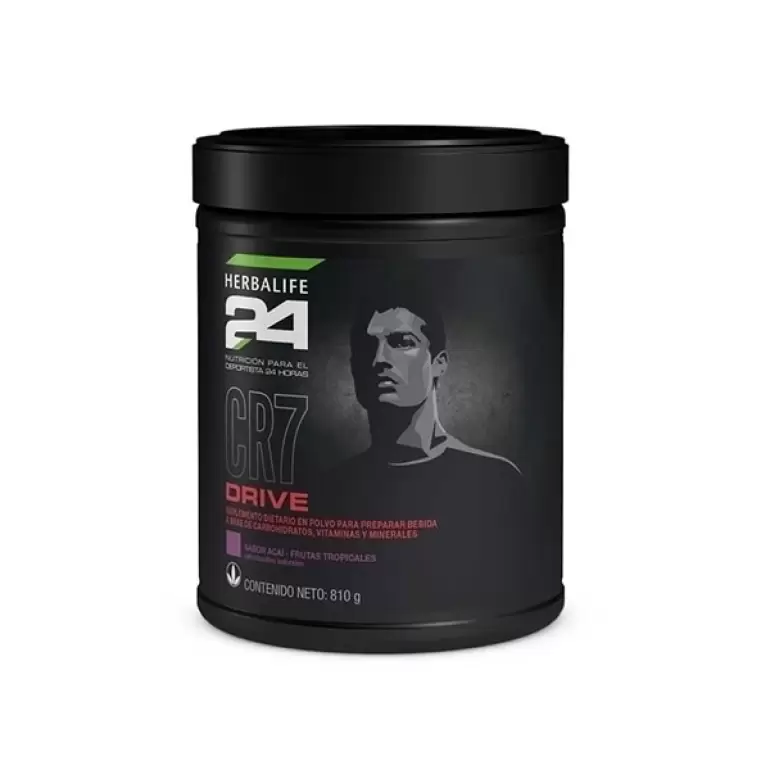 HERBALIFE
24
NUTRICIÓN PARA EL
DEPORTISTA 24 HORAS
CR7
DRIVE
SUPLEMENTO DIETARIO EN POLVO PARA PREPARAR BEBIDA
A BASE DE CARBOHIDRATOS, VITAMINAS Y MINERALES
SABOR ACAÍ - FRUTAS TROPICALES
CONTENIDO NETO: 810 g